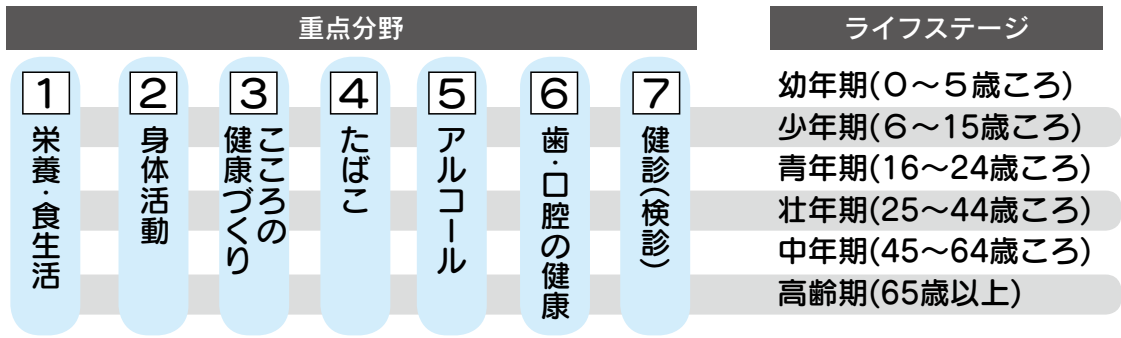 重点分野
1
栄養・食生活
2
身体活動
3
こころの
健康づくり
4
たばこ
5
アルコール
6
歯・口腔の健康
7
健診(検診)
ライフステージ
幼年期(0～5歳ころ)
少年期(6～15歳ころ)
青年期(16～24歳ころ)
壮年期(25～44歳ころ)
中年期(45～64歳ころ)
高齢期(65歳以上)